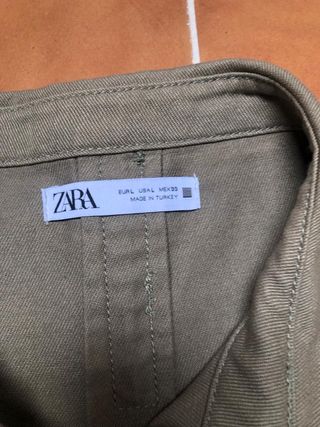 ZARA
EUR L USA L MEX 30
MADE IN TURKEY